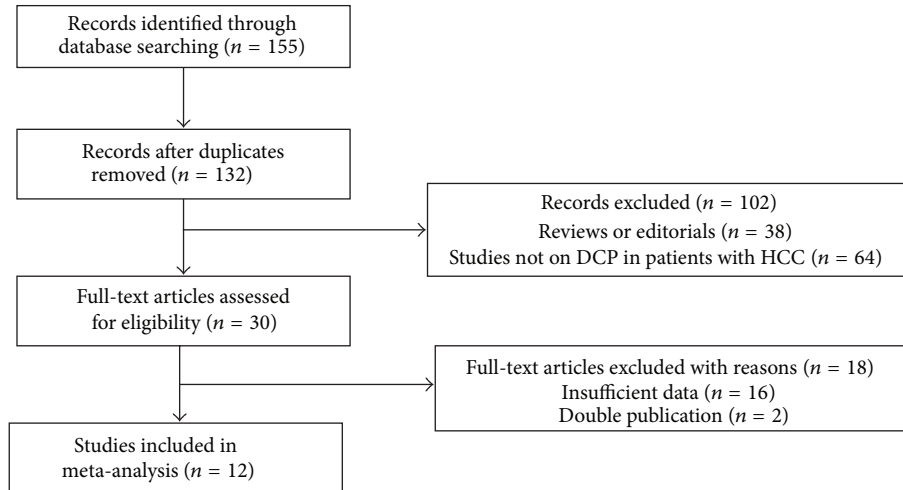 Records identified through
database searching (n = 155)
Records after duplicates
removed (n = 132)
Records excluded (n = 102)
Reviews or editorials (n = 38)
Studies not on DCP in patients with HCC (n = 64)
Full-text articles assessed
for eligibility (n = 30)
Full-text articles excluded with reasons (n = 18)
Insufficient data (n = 16)
Double publication (n = 2)
Studies included in
meta-analysis (n = 12)